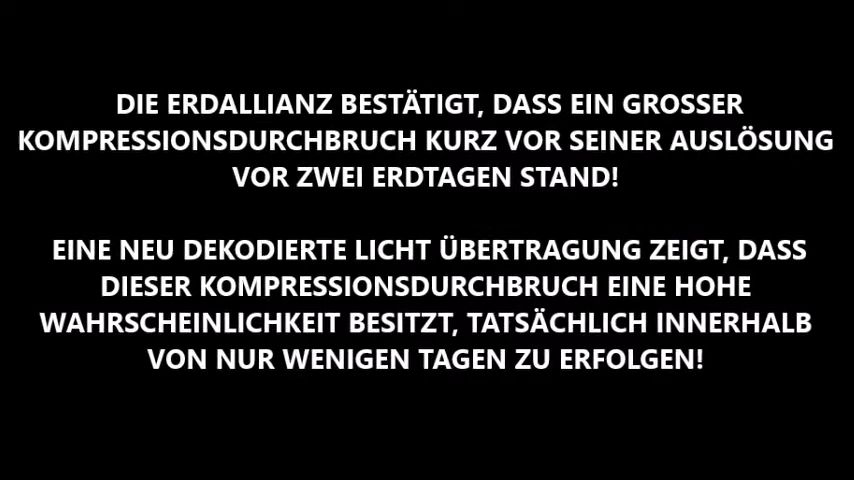 DIE ERDALLIANZ BESTÄTIGT, DASS EIN GROSSER
KOMPRESSIONSDURCHBRUCH KURZ VOR SEINER AUSLÖSUNG
VOR ZWEI ERDTAGEN STAND!
EINE NEU DEKODIERTE LICHT ÜBERTRAGUNG ZEIGT, DASS
DIESER KOMPRESSIONSDURCHBRUCH EINE HOHE
WAHRSCHEINLICHKEIT BESITZT, TATSÄCHLICH INNERHALB
VON NUR WENIGEN TAGEN ZU ERFOLGEN!